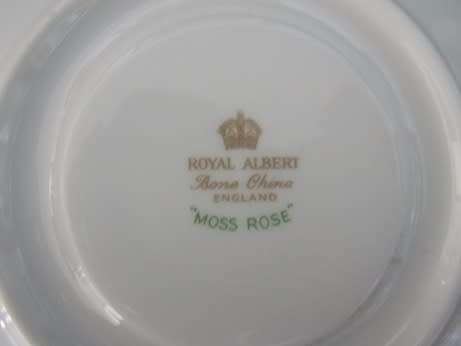 ROYAL ALBERT
Bone China
ENGLAND
"MOSS ROSE"